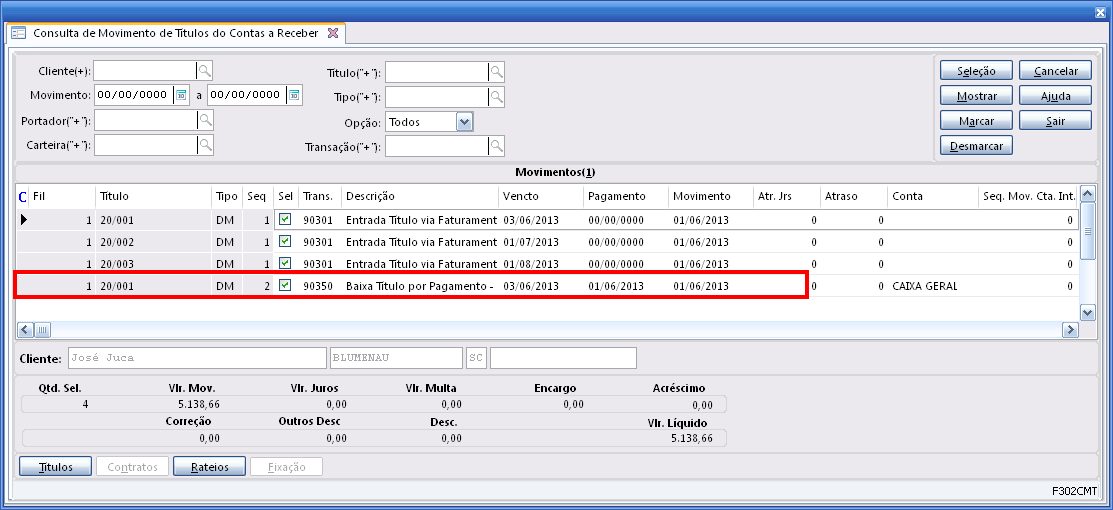 Consulta de Movimento de Títulos do Contas a Receber
Cliente(+):
Título("+"):
Seleção
Cancelar
Movimento: 00/00/0000 a 00/00/0000
Tipo("+"):
Mostrar
Ajuda
Portador("+"):
Opção: Todos
Marcar
Sair
Carteira("+"):
Transação("+"):
Desmarcar
Movimentos(1)
C Fil Título Tipo Seq Sel Trans. Descrição Vencto Pagamento Movimento Atr. Jrs Atraso Conta Seq. Mov. Cta. Int.
1 20/001 DM 1 90301 Entrada Título via Faturament 03/06/2013 00/00/0000 01/06/2013 0 0 0
1 20/002 DM 1 90301 Entrada Título via Faturament 01/07/2013 00/00/0000 01/06/2013 0 0 0
1 20/003 DM 1 90301 Entrada Título via Faturament 01/08/2013 00/00/0000 01/06/2013 0 0 0
1 20/001 DM 2 90350 Baixa Título por Pagamento - 03/06/2013 01/06/2013 01/06/2013 0 0 CAIXA GERAL 0
Cliente: José Juca BLUMENAU SC
Qtd. Sel. Vlr. Mov. Vlr. Juros Vlr. Multa Encargo Acréscimo
4 5.138,66 0,00 0,00 0,00 0,00
Correção Outros Desc Desc. Vlr. Líquido
0,00 0,00 0,00 5.138,66
Títulos Contratos Rateios Fixação
F302CMT